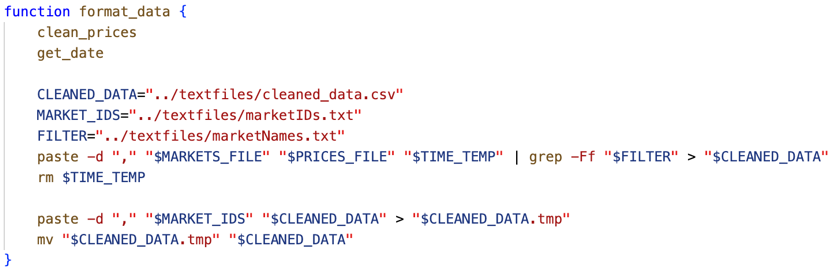 function format_data {
    clean_prices
    get_date

    CLEANED_DATA="../textfiles/cleaned_data.csv"
    MARKET_IDS="../textfiles/marketIDs.txt"
    FILTER="../textfiles/marketNames.txt"
    paste -d "," "$MARKETS_FILE" "$PRICES_FILE" "$TIME_TEMP" | grep -Ff "$FILTER" > "$CLEANED_DATA"
    rm $TIME_TEMP

    paste -d "," "$MARKET_IDS" "$CLEANED_DATA" > "$CLEANED_DATA.tmp"
    mv "$CLEANED_DATA.tmp" "$CLEANED_DATA"
}